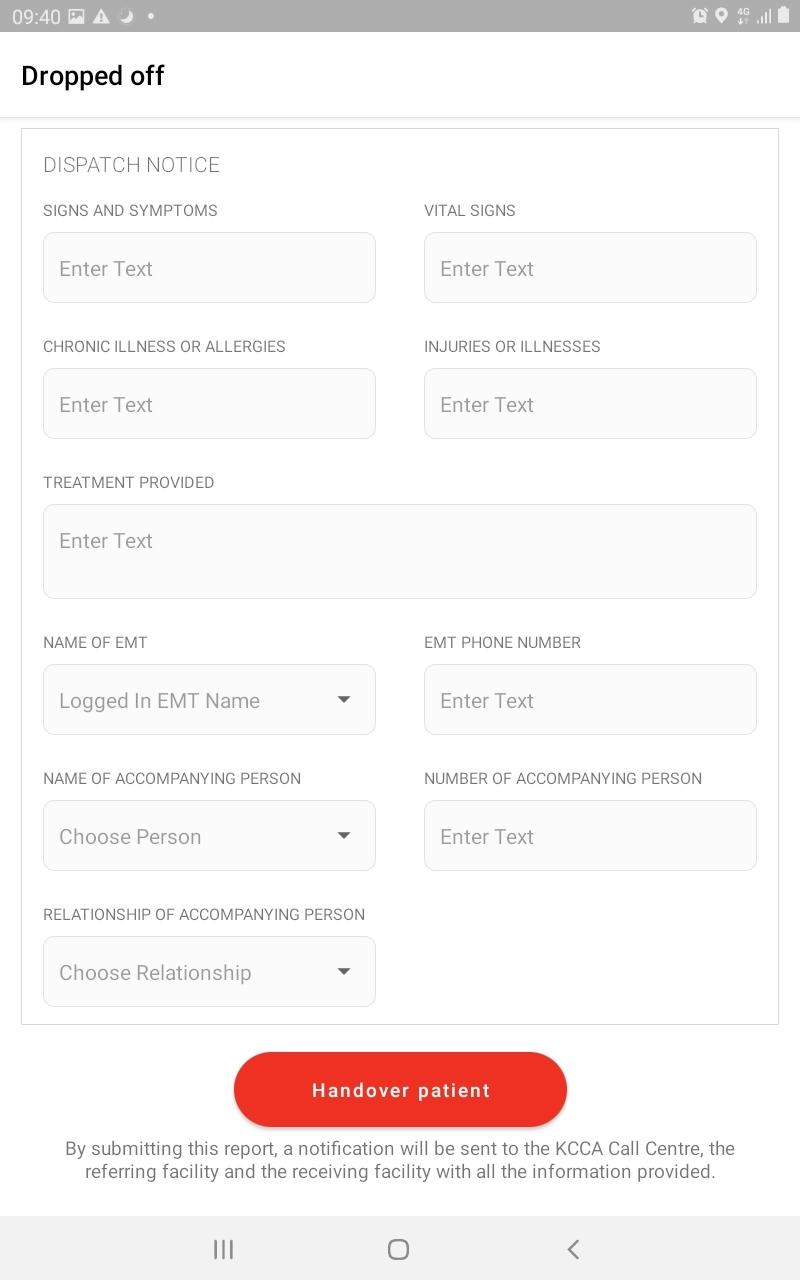 09:40
4G
Dropped off
DISPATCH NOTICE
SIGNS AND SYMPTOMS
VITAL SIGNS
Enter Text
Enter Text
CHRONIC ILLNESS OR ALLERGIES
INJURIES OR ILLNESSES
Enter Text
Enter Text
TREATMENT PROVIDED
Enter Text
NAME OF EMT
EMT PHONE NUMBER
Logged In EMT Name
Enter Text
NAME OF ACCOMPANYING PERSON
NUMBER OF ACCOMPANYING PERSON
Choose Person
Enter Text
RELATIONSHIP OF ACCOMPANYING PERSON
Choose Relationship
Handover patient
By submitting this report, a notification will be sent to the KCCA Call Centre, the
referring facility and the receiving facility with all the information provided.